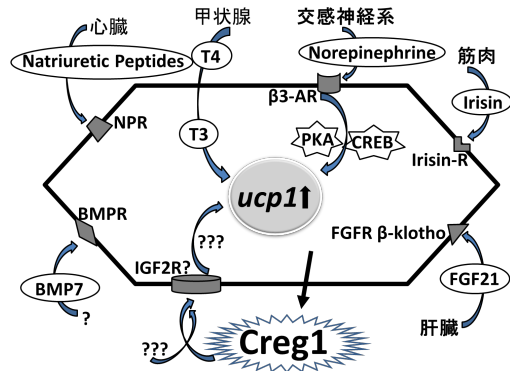 心臓
甲状腺
交感神経系
Natriuretic Peptides
T4
Norepinephrine
筋肉
β3-AR
Irisin
NPR
T3
PKA
CREB
Irisin-R
ucp1⬆
BMPR
FGFR β-klotho
???
IGF2R?
BMP7
FGF21
?
???
Creg1
肝臓